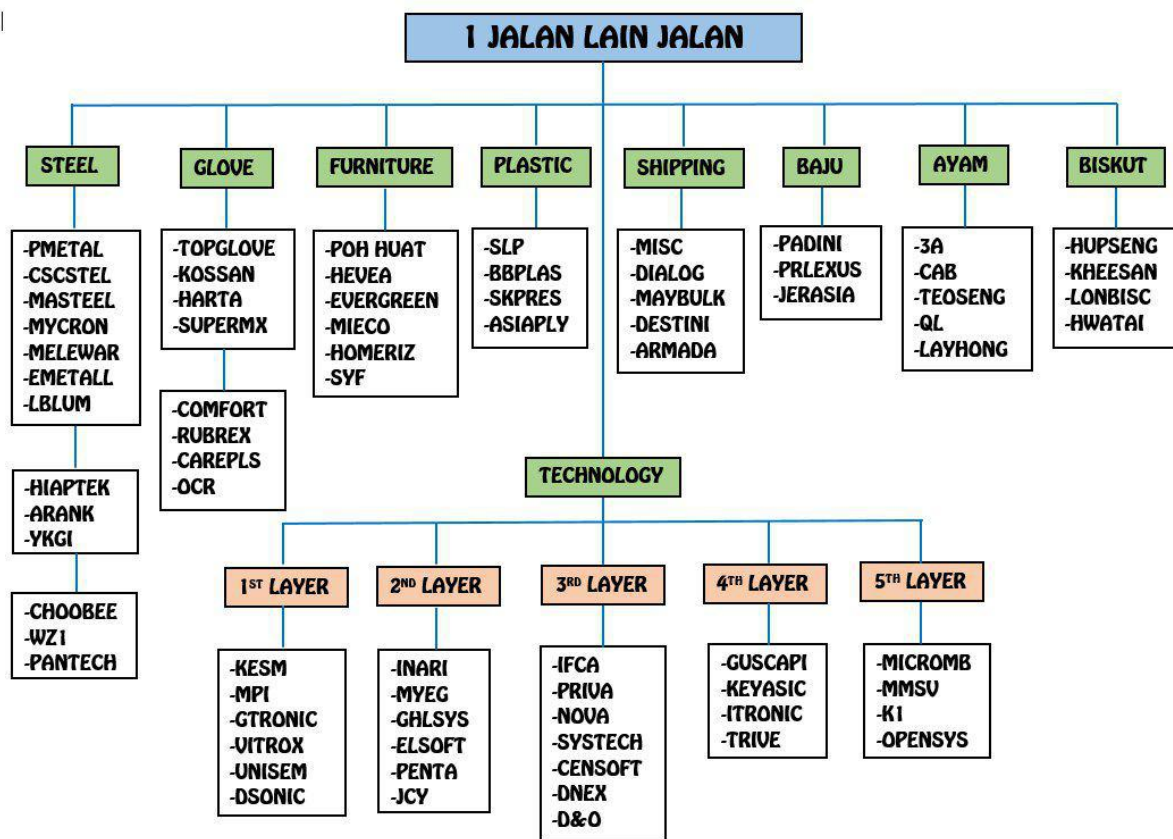 1 JALAN LAIN JALAN
STEEL
-PMETAL
-CSCSTEL
-MASTEEL
-MYCRON
-MELEWAR
-EMETALL
-LBLUM
-HIAPTEK
-ARANK
-YKGI
-CHOOBEE
-WZ1
-PANTECH
GLOVE
-TOPGLOVE
-KOSSAN
-HARTA
-SUPERMX
-COMFORT
-RUBREX
-CAREPLS
-OCR
FURNITURE
-POH HUAT
-HEVEA
-EVERGREEN
-MIECO
-HOMERIZ
-SYF
PLASTIC
-SLP
-BBPLAS
-SKPRES
-ASIAPLY
SHIPPING
-MISC
-DIALOG
-MAYBULK
-DESTINI
-ARMADA
BAJU
-PADINI
-PRLEXUS
-JERASIA
AYAM
-3A
-CAB
-TEOSENG
-QL
-LAYHONG
BISKUT
-HUPSENG
-KHEESAN
-LONBISC
-HWATAI
TECHNOLOGY
1ST LAYER
-KESM
-MPI
-GTRONIC
-VITROX
-UNISEM
-DSONIC
2ND LAYER
-INARI
-MYEG
-GHLSYS
-ELSOFT
-PENTA
-JCY
3RD LAYER
-IFCA
-PRIVA
-NOVA
-SYSTECH
-CENSOFT
-DNEX
-D&O
4TH LAYER
-GUSCAPI
-KEYASIC
-ITRONIC
-TRIVE
5TH LAYER
-MICROMB
-MMSV
-K1
-OPENSYS